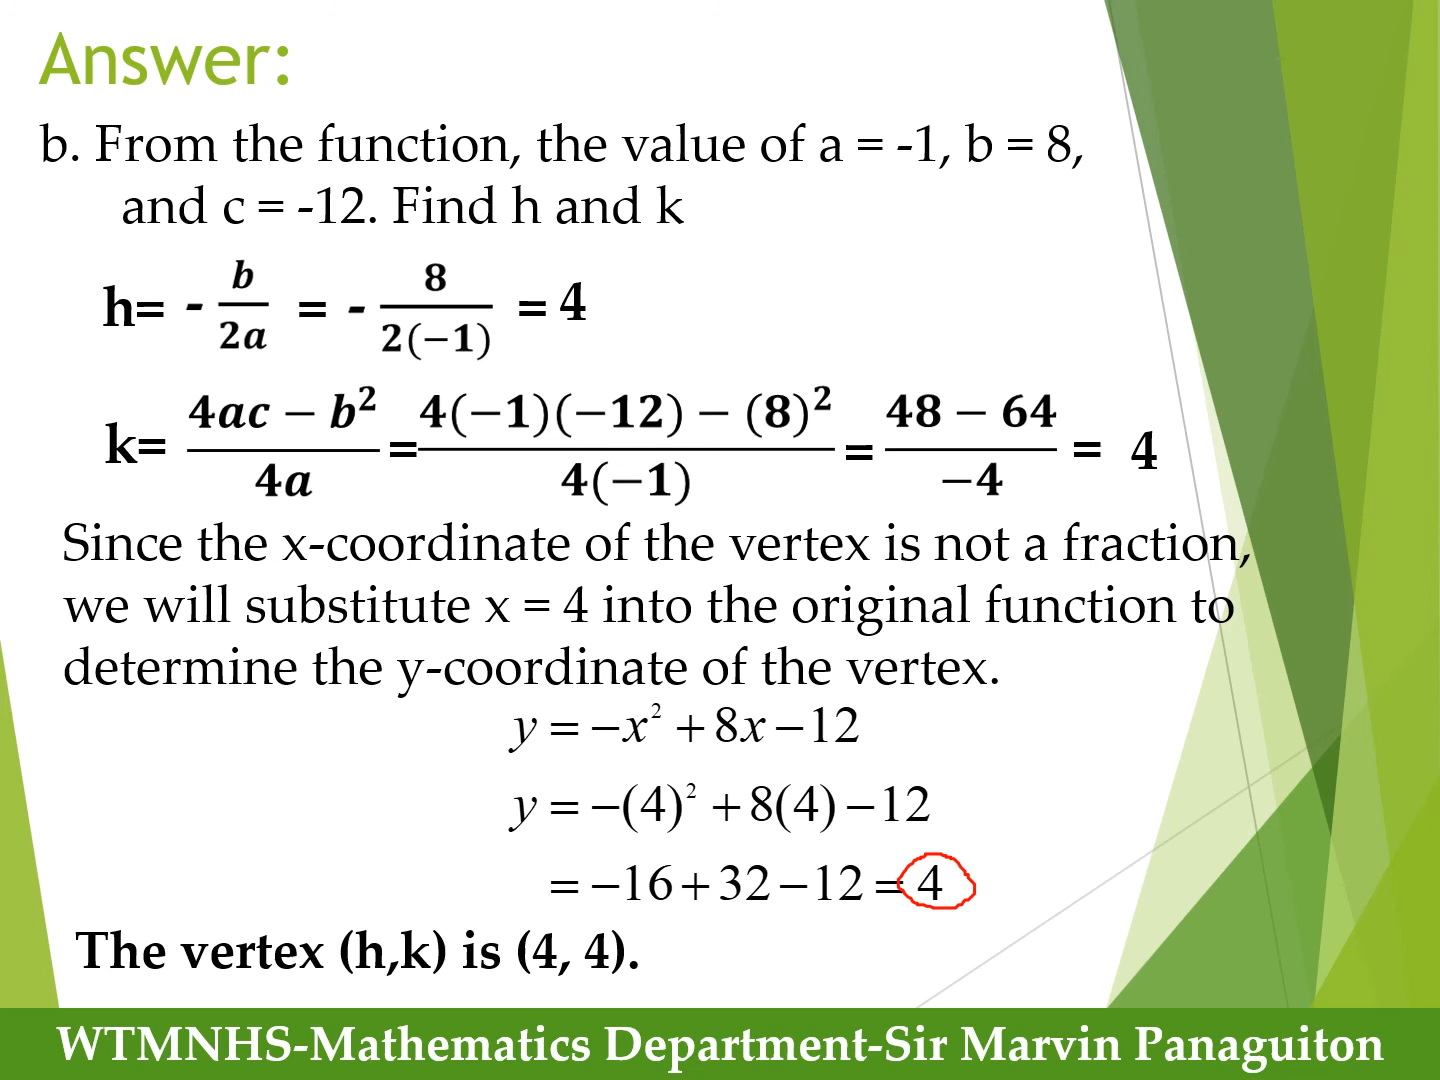 Answer:
b. From the function, the value of a = -1, b = 8,
and c = -12. Find h and k
h= - b/2a = - 8/2(−1) = 4
k= 4ac − b²/4a = 4(−1)(−12) − (8)²/4(−1) = 48 − 64/−4 = 4
Since the x-coordinate of the vertex is not a fraction,
we will substitute x = 4 into the original function to
determine the y-coordinate of the vertex.
y = −x² + 8x − 12
y = −(4)² + 8(4) − 12
= −16 + 32 − 12 = 4
The vertex (h,k) is (4, 4).
WTMNHS-Mathematics Department-Sir Marvin Panaguiton